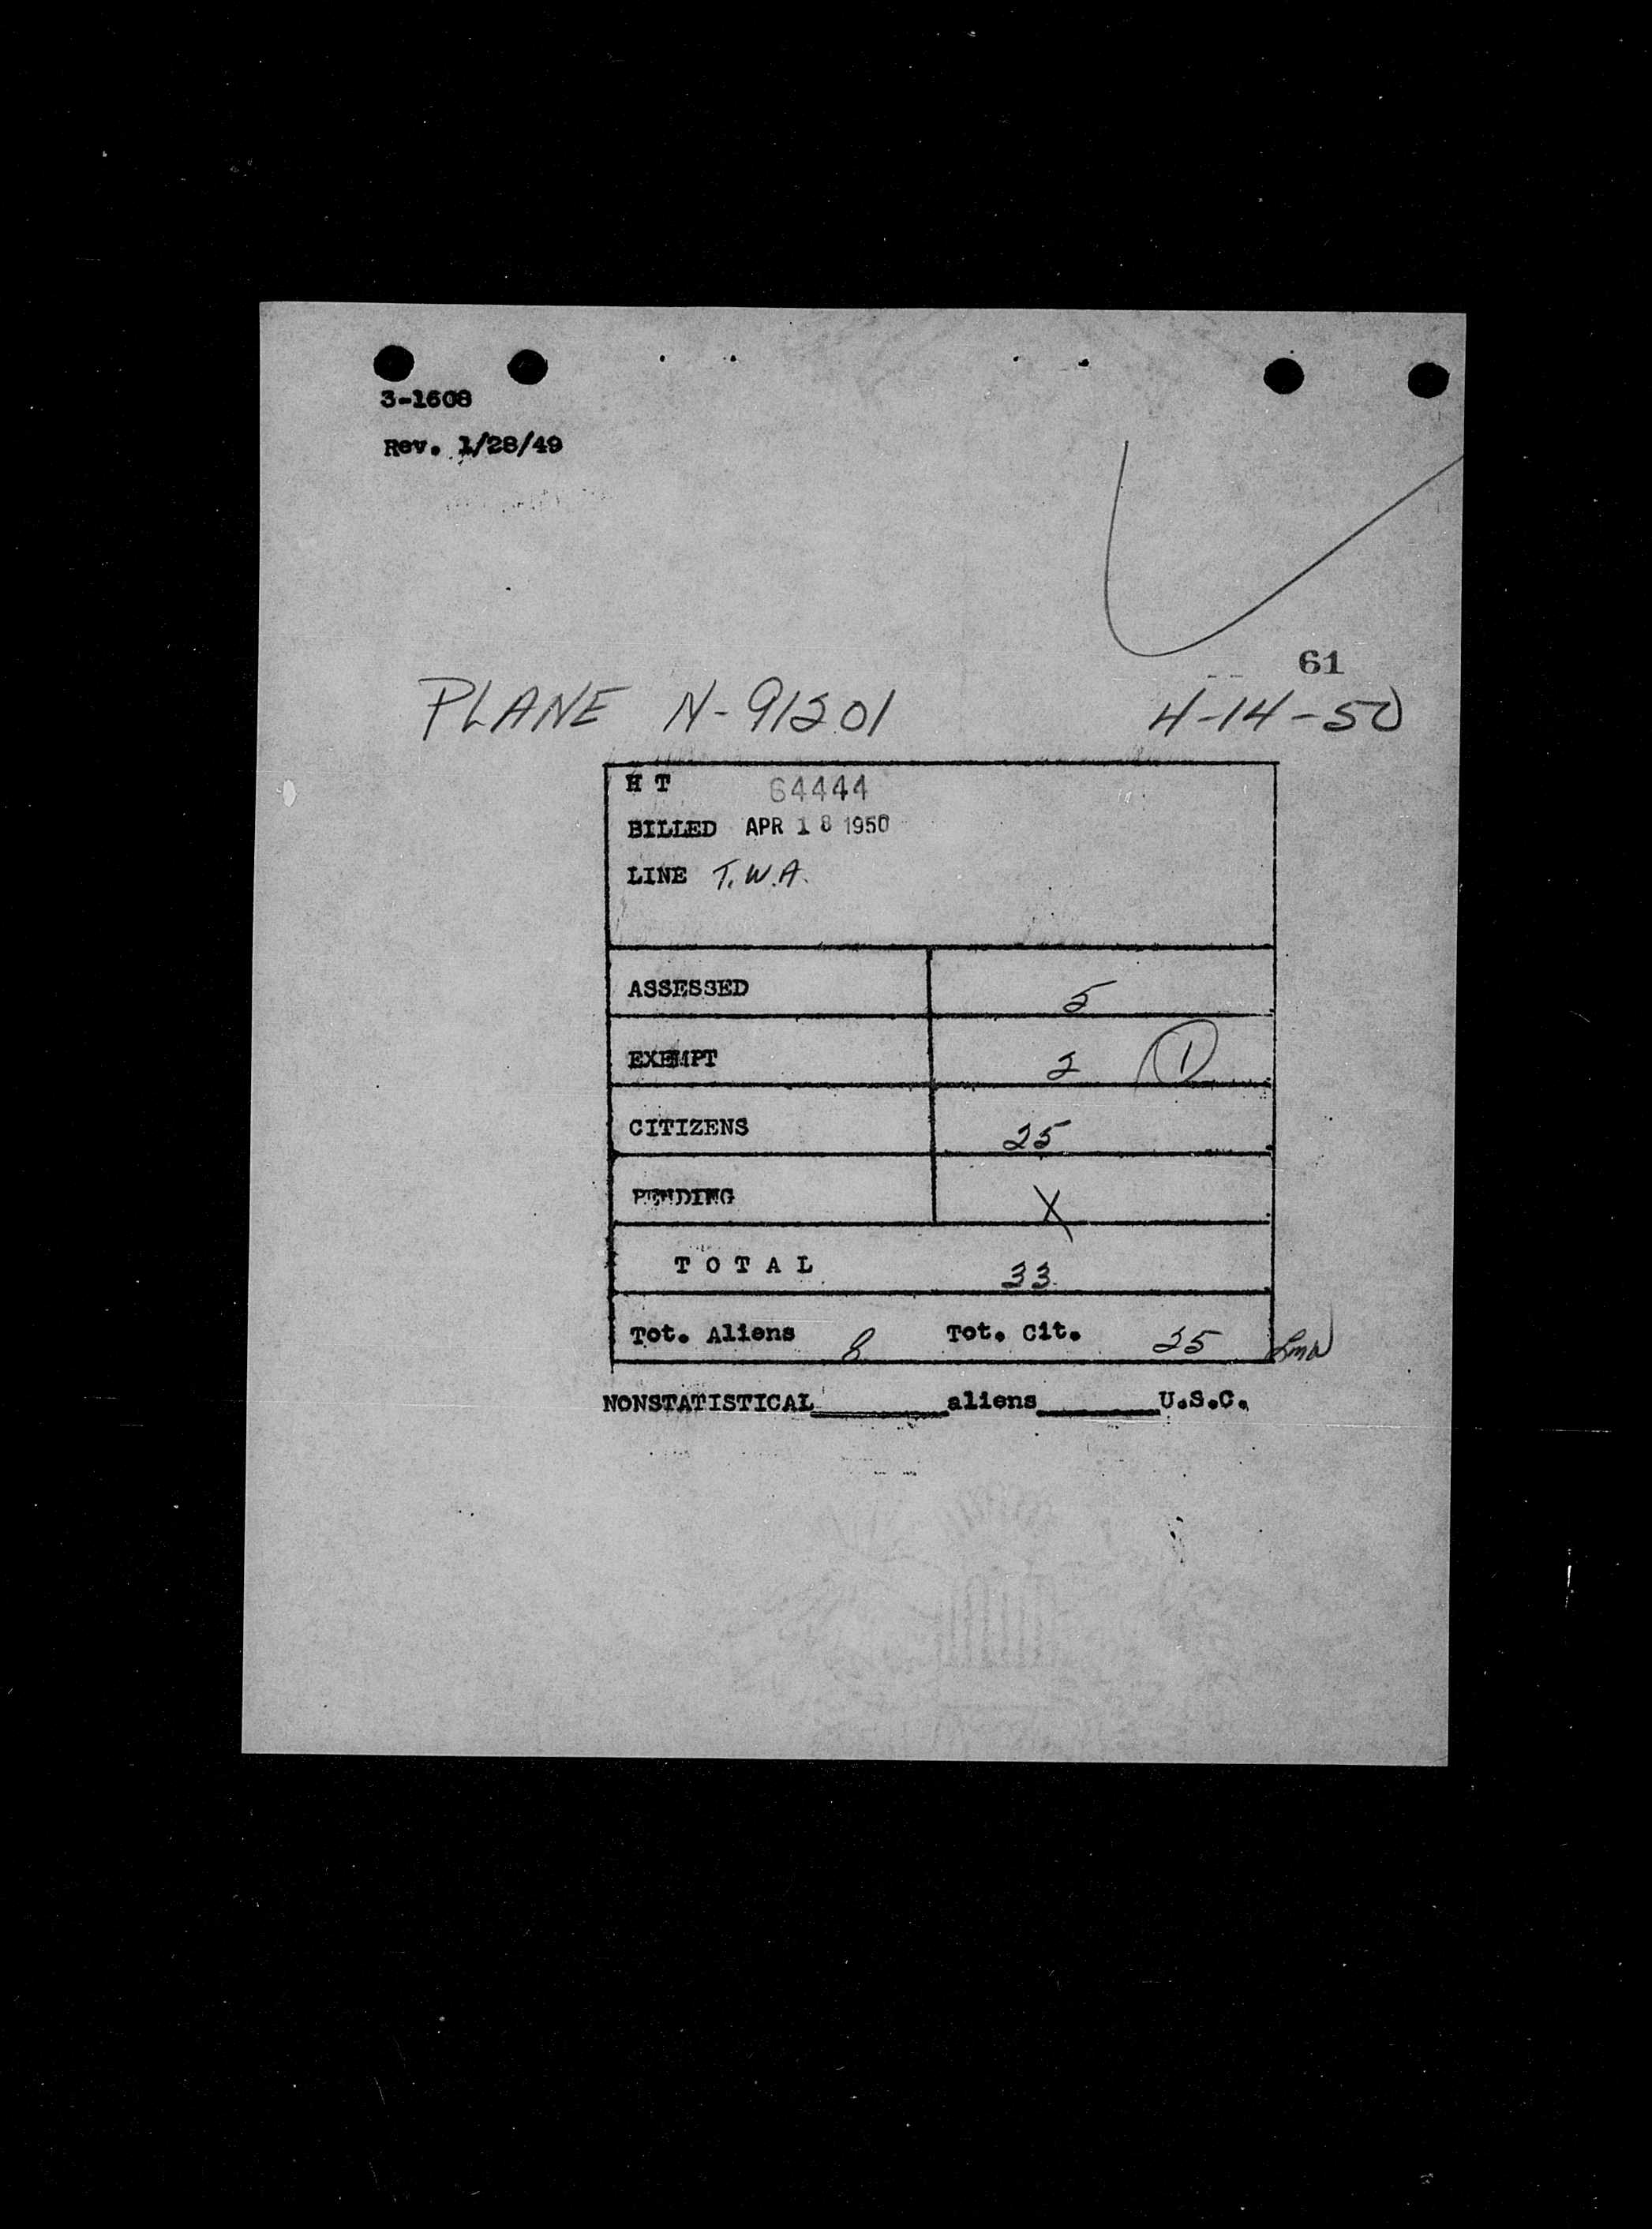 3-1608
Rev. 1/28/49
61
PLANE N-91201 4-14-50
H T 64444
BILLED APR 18 1950
LINE T.W.A.
ASSESSED 5
EXEMPT 2 1
CITIZENS 25
PENDING X
TOTAL 33
Tot. Aliens 8 Tot. Cit. 25
NONSTATISTICAL aliens U.S.C.